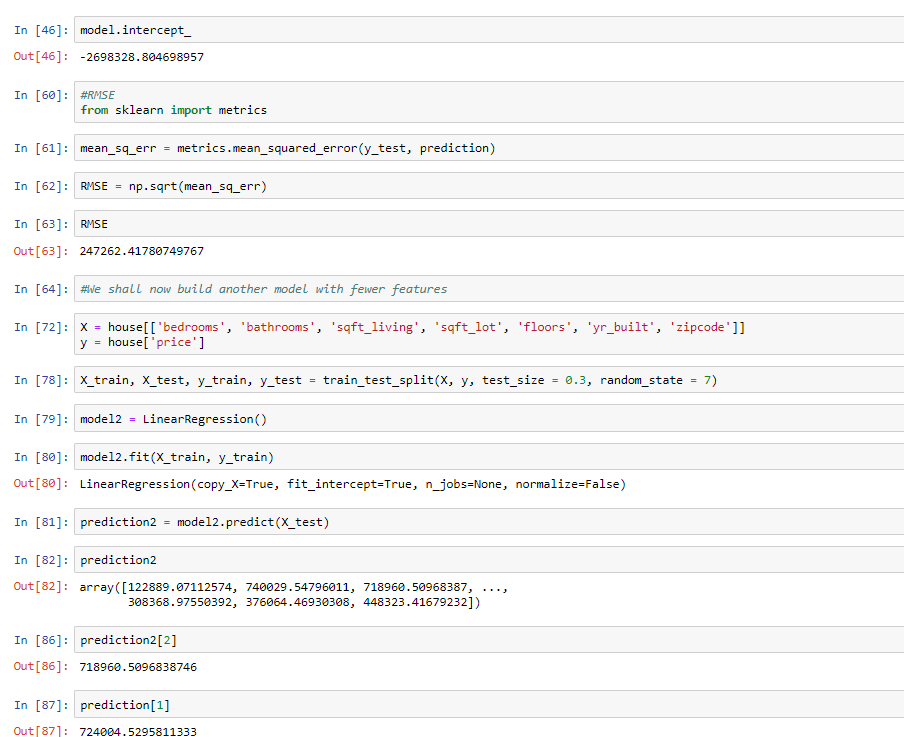 In [46]: model.intercept_
Out[46]: -2698328.804698957
In [60]: #RMSE
from sklearn import metrics
In [61]: mean_sq_err = metrics.mean_squared_error(y_test, prediction)
In [62]: RMSE = np.sqrt(mean_sq_err)
In [63]: RMSE
Out[63]: 247262.41780749767
In [64]: #We shall now build another model with fewer features
In [72]: X = house[['bedrooms', 'bathrooms', 'sqft_living', 'sqft_lot', 'floors', 'yr_built', 'zipcode']]
y = house['price']
In [78]: X_train, X_test, y_train, y_test = train_test_split(X, y, test_size = 0.3, random_state = 7)
In [79]: model2 = LinearRegression()
In [80]: model2.fit(X_train, y_train)
Out[80]: LinearRegression(copy_X=True, fit_intercept=True, n_jobs=None, normalize=False)
In [81]: prediction2 = model2.predict(X_test)
In [82]: prediction2
Out[82]: array([122889.07112574, 740029.54796011, 718960.50968387, ...,
308368.97550392, 376064.46930308, 448323.41679232])
In [86]: prediction2[2]
Out[86]: 718960.5096838746
In [87]: prediction[1]
Out[87]: 724004.5295811333